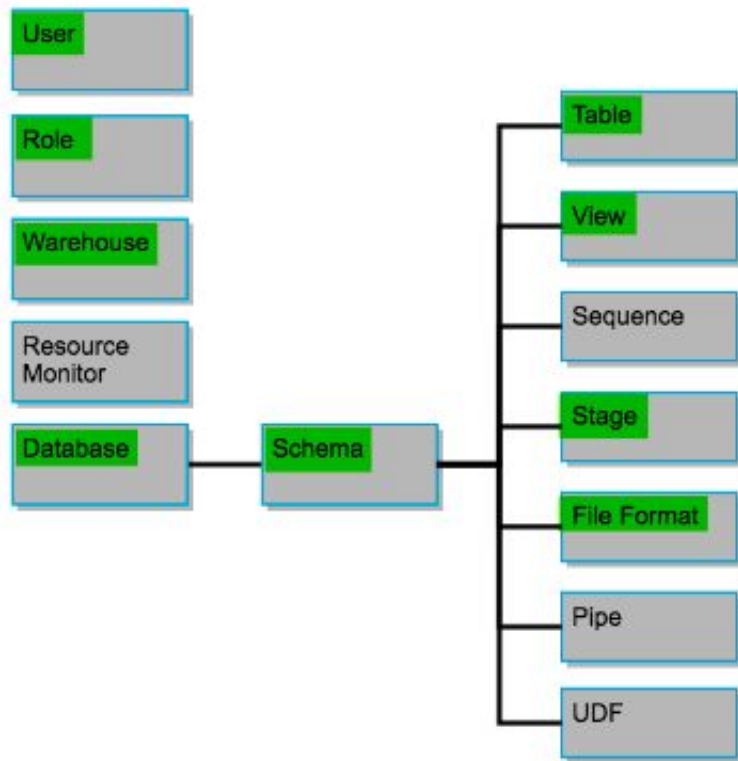 User
Role
Warehouse
Resource
Monitor
Database
Schema
Table
View
Sequence
Stage
File Format
Pipe
UDF